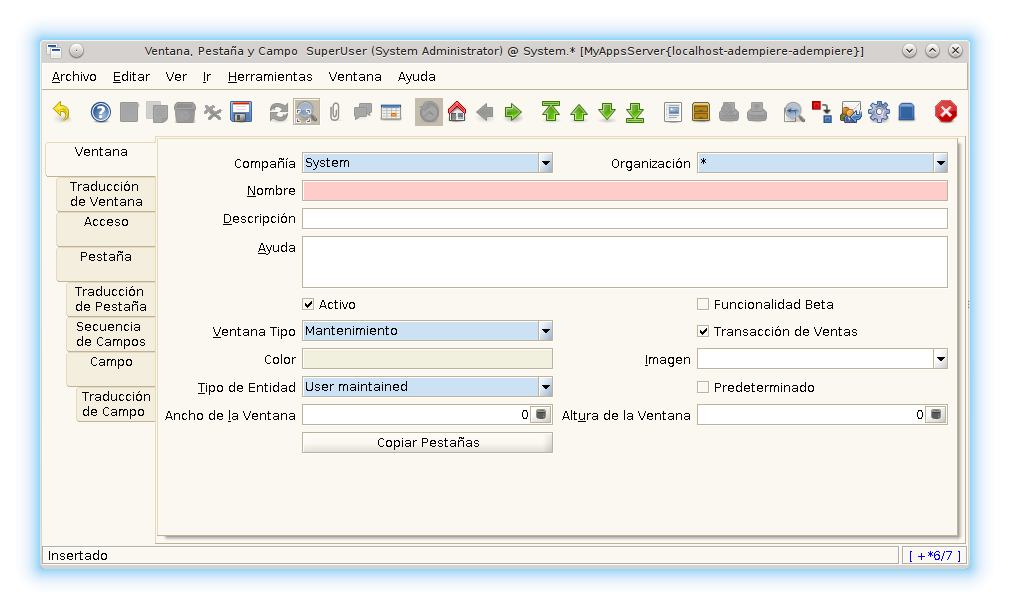 Ventana, Pestaña y Campo  SuperUser (System Administrator) @ System.* [MyAppsServer{localhost-adempiere-adempiere}]
Archivo Editar Ver Ir Herramientas Ventana Ayuda
Ventana
Traducción
de Ventana
Acceso
Pestaña
Traducción
de Pestaña
Secuencia
de Campos
Campo
Traducción
de Campo
Compañía System Organización *
Nombre
Descripción
Ayuda
Activo Funcionalidad Beta
Ventana Tipo Mantenimiento Transacción de Ventas
Color Imagen
Tipo de Entidad User maintained Predeterminado
Ancho de la Ventana 0 Altura de la Ventana 0
Copiar Pestañas
Insertado [ +*6/7 ]